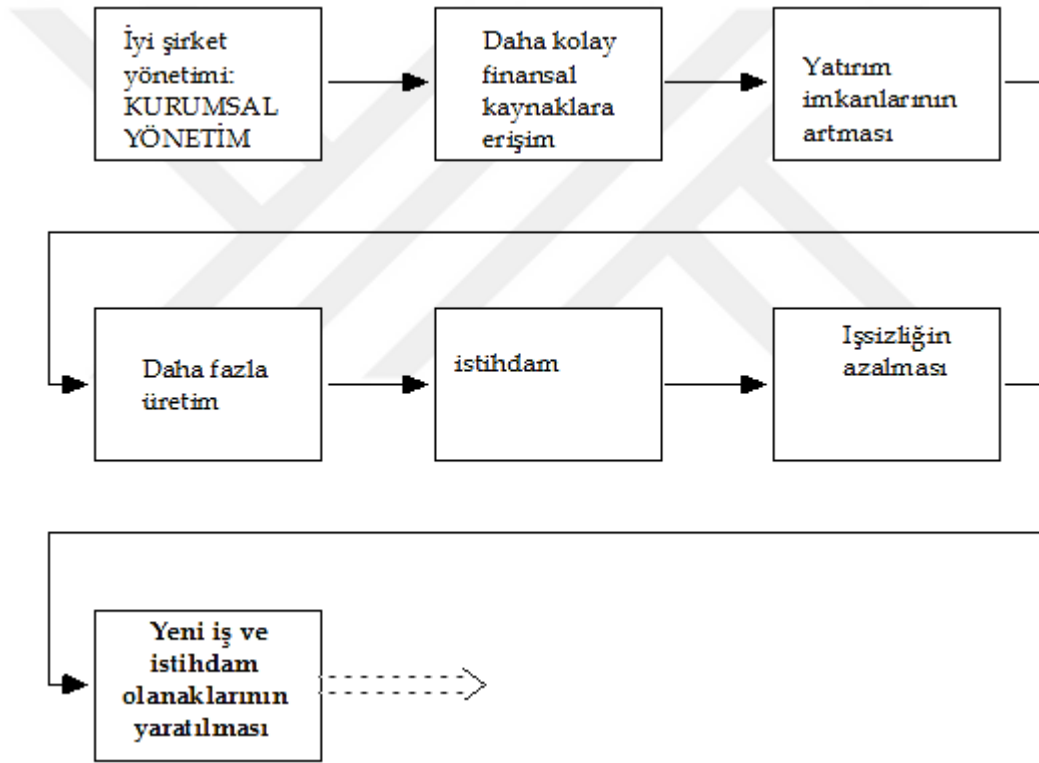 İyi şirket
yönetimi:
KURUMSAL
YÖNETİM
Daha kolay
finansal
kaynaklara
erişim
Yatırım
imkanlarının
artması
Daha fazla
üretim
istihdam
Işsizliğin
azalması
Yeni iş ve
istihdam
olanaklarının
yaratılması